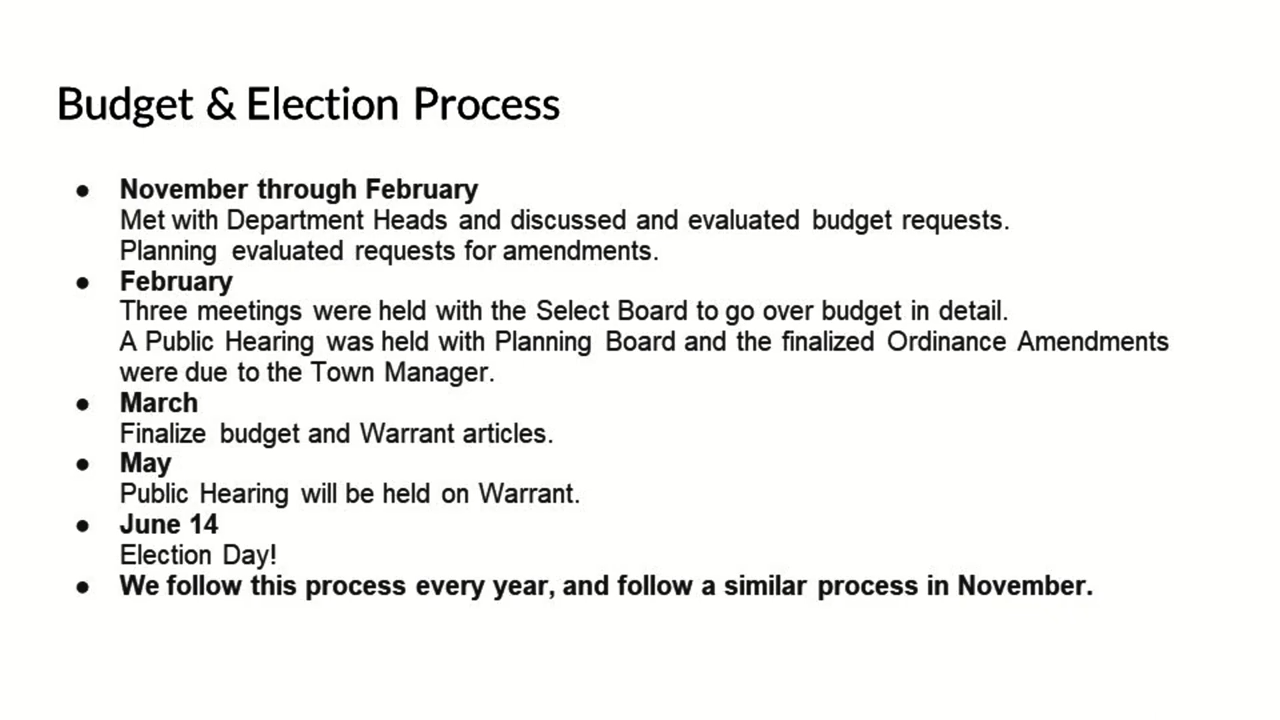 Budget & Election Process
● November through February
Met with Department Heads and discussed and evaluated budget requests.
Planning evaluated requests for amendments.
● February
Three meetings were held with the Select Board to go over budget in detail.
A Public Hearing was held with Planning Board and the finalized Ordinance Amendments
were due to the Town Manager.
● March
Finalize budget and Warrant articles.
● May
Public Hearing will be held on Warrant.
● June 14
Election Day!
● We follow this process every year, and follow a similar process in November.